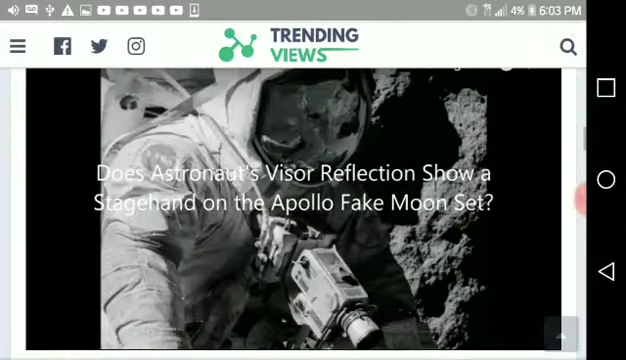 4% 6:03 PM
TRENDING
VIEWS
Does Astronaut's Visor Reflection Show a
Stagehand on the Apollo Fake Moon Set?